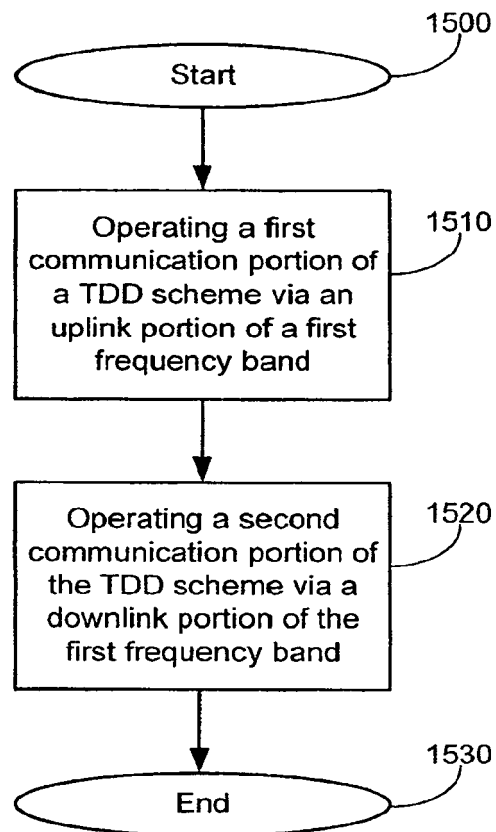 1500
Start
1510
Operating a first
communication portion of
a TDD scheme via an
uplink portion of a first
frequency band
1520
Operating a second
communication portion of
the TDD scheme via a
downlink portion of the
first frequency band
1530
End